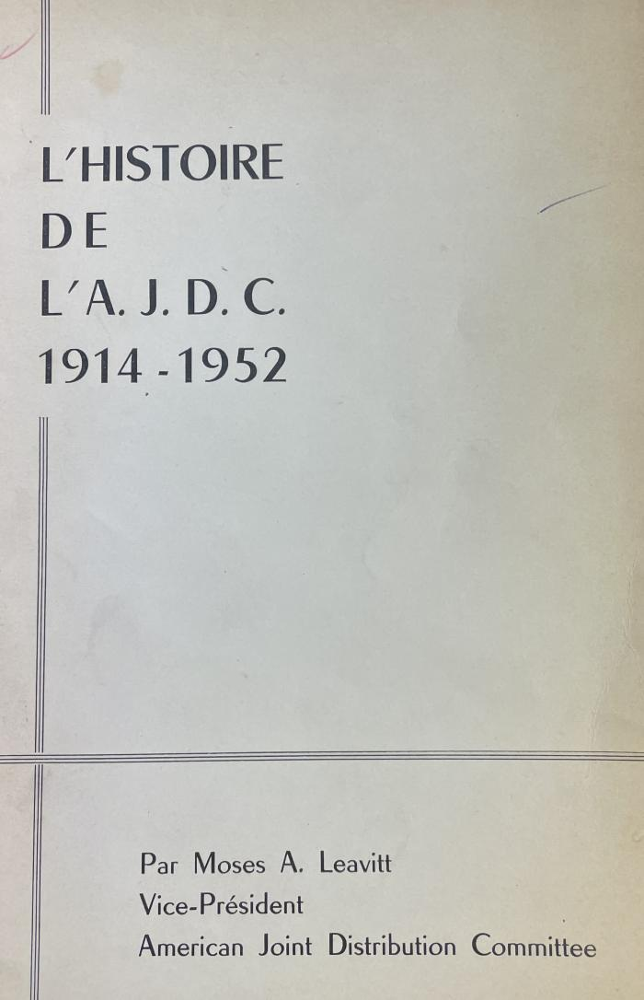 L'HISTOIRE
DE
L'A. J. D. C.
1914 - 1952
Par Moses A. Leavitt
Vice-Président
American Joint Distribution Committee